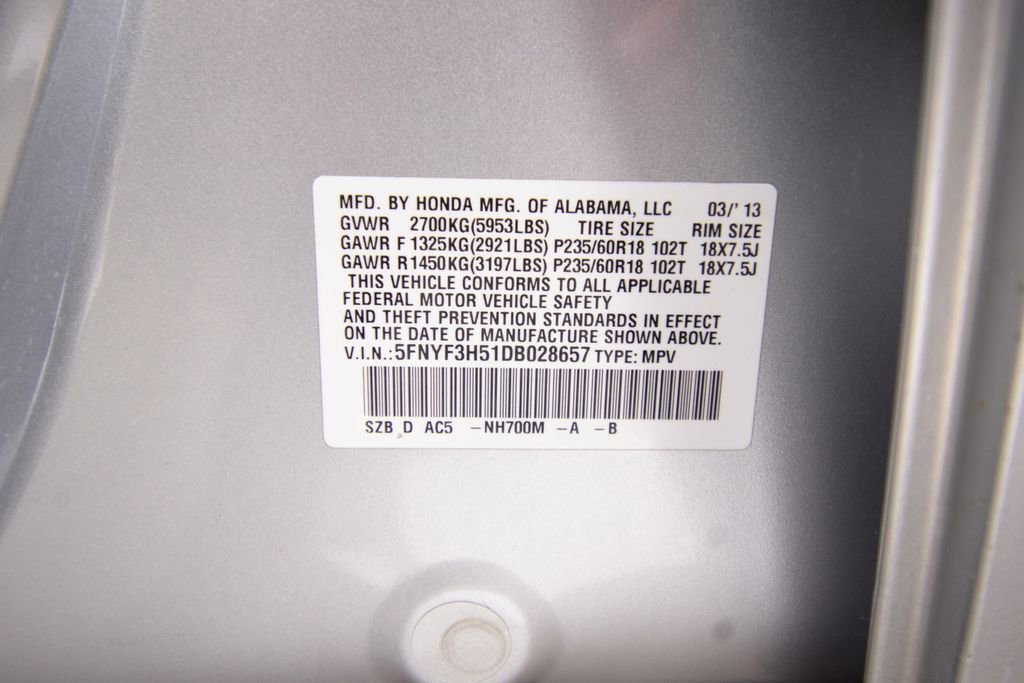 MFD. BY HONDA MFG. OF ALABAMA, LLC 03/'13
GVWR 2700KG(5953LBS) TIRE SIZE RIM SIZE
GAWR F 1325KG(2921LBS) P235/60R18 102T 18X7.5J
GAWR R1450KG(3197LBS) P235/60R18 102T 18X7.5J
THIS VEHICLE CONFORMS TO ALL APPLICABLE
FEDERAL MOTOR VEHICLE SAFETY
AND THEFT PREVENTION STANDARDS IN EFFECT
ON THE DATE OF MANUFACTURE SHOWN ABOVE.
V.I.N.:5FNYF3H51DB028657 TYPE: MPV
SZB D AC5 -NH700M -A -B